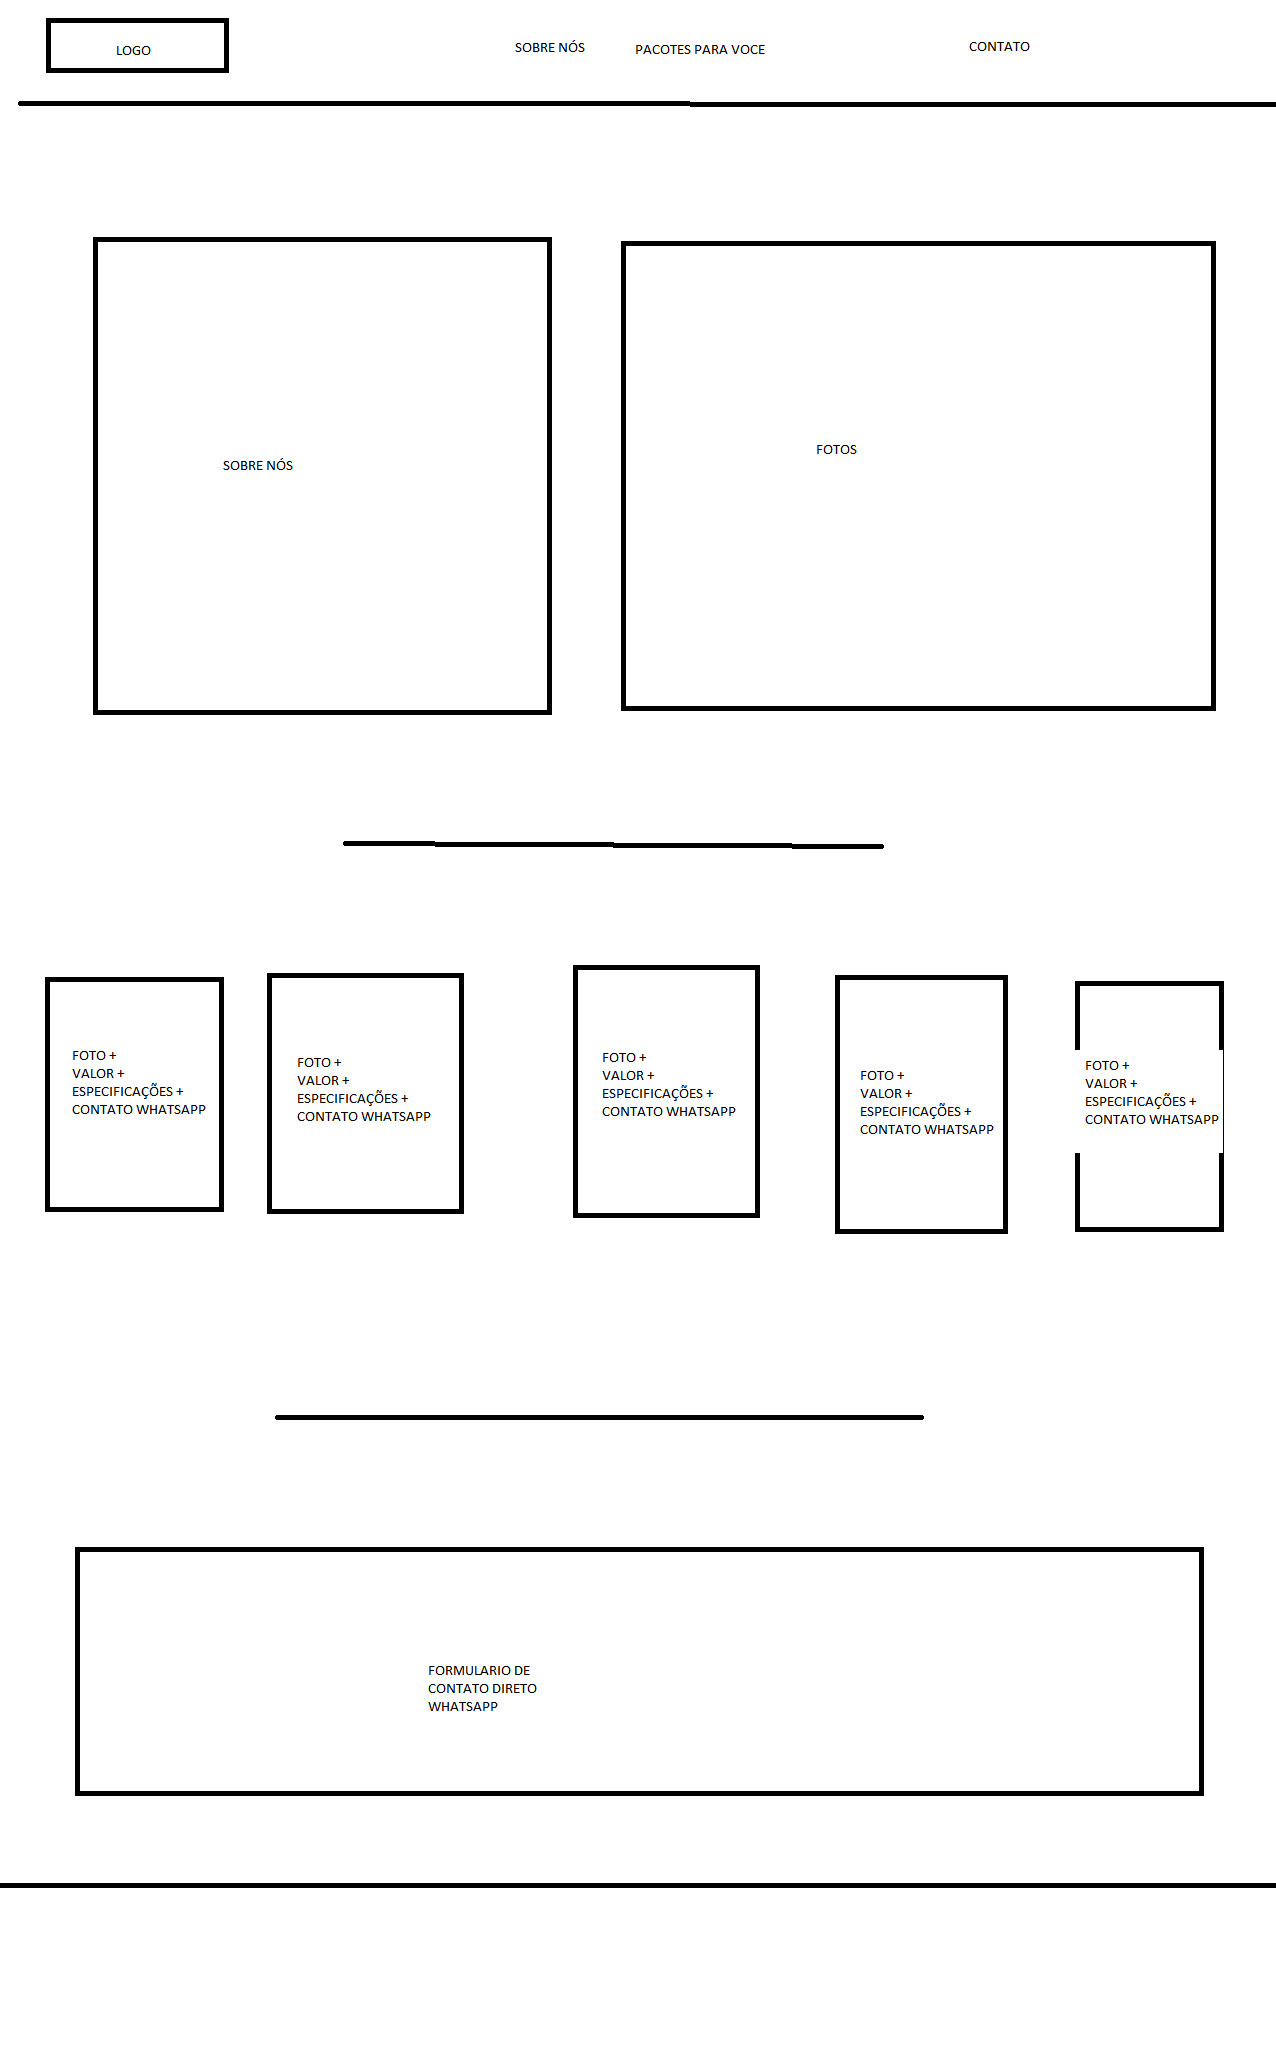 LOGO
SOBRE NÓS
PACOTES PARA VOCE
CONTATO
SOBRE NÓS
FOTOS
FOTO +
VALOR +
ESPECIFICAÇÕES +
CONTATO WHATSAPP
FOTO +
VALOR +
ESPECIFICAÇÕES +
CONTATO WHATSAPP
FOTO +
VALOR +
ESPECIFICAÇÕES +
CONTATO WHATSAPP
FOTO +
VALOR +
ESPECIFICAÇÕES +
CONTATO WHATSAPP
FOTO +
VALOR +
ESPECIFICAÇÕES +
CONTATO WHATSAPP
FORMULARIO DE
CONTATO DIRETO
WHATSAPP